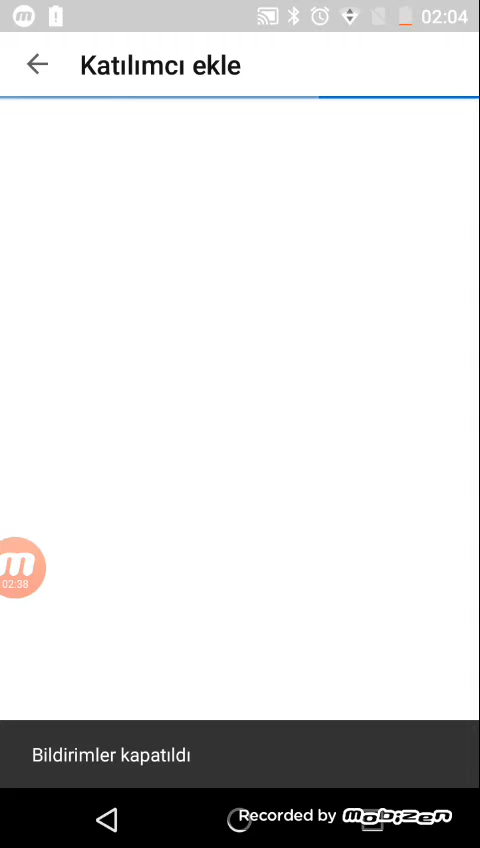 02:04
Katılımcı ekle
m
02:38
Bildirimler kapatıldı
Recorded by mobizen